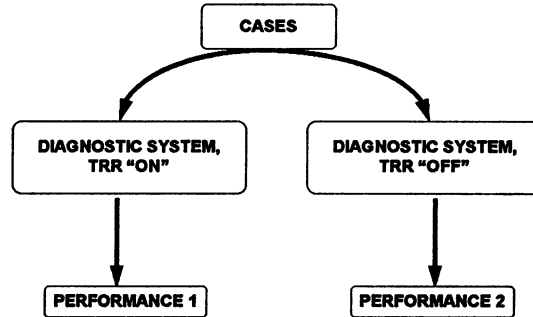 CASES
DIAGNOSTIC SYSTEM,
TRR "ON"
DIAGNOSTIC SYSTEM,
TRR "OFF"
PERFORMANCE 1
PERFORMANCE 2